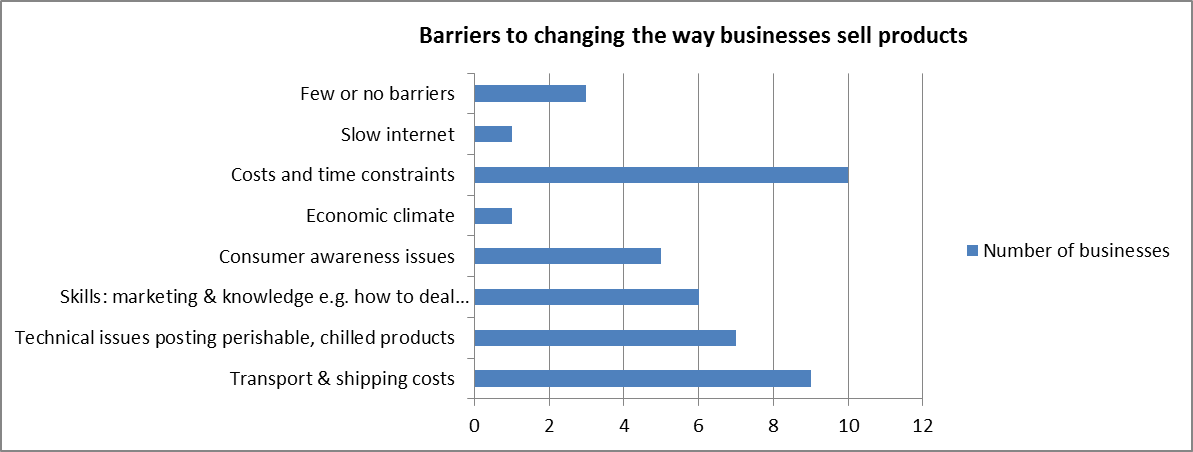 Barriers to changing the way businesses sell products
Few or no barriers
Slow internet
Costs and time constraints
Economic climate
Consumer awareness issues
Skills: marketing & knowledge e.g. how to deal...
Technical issues posting perishable, chilled products
Transport & shipping costs
0 2 4 6 8 10 12
Number of businesses